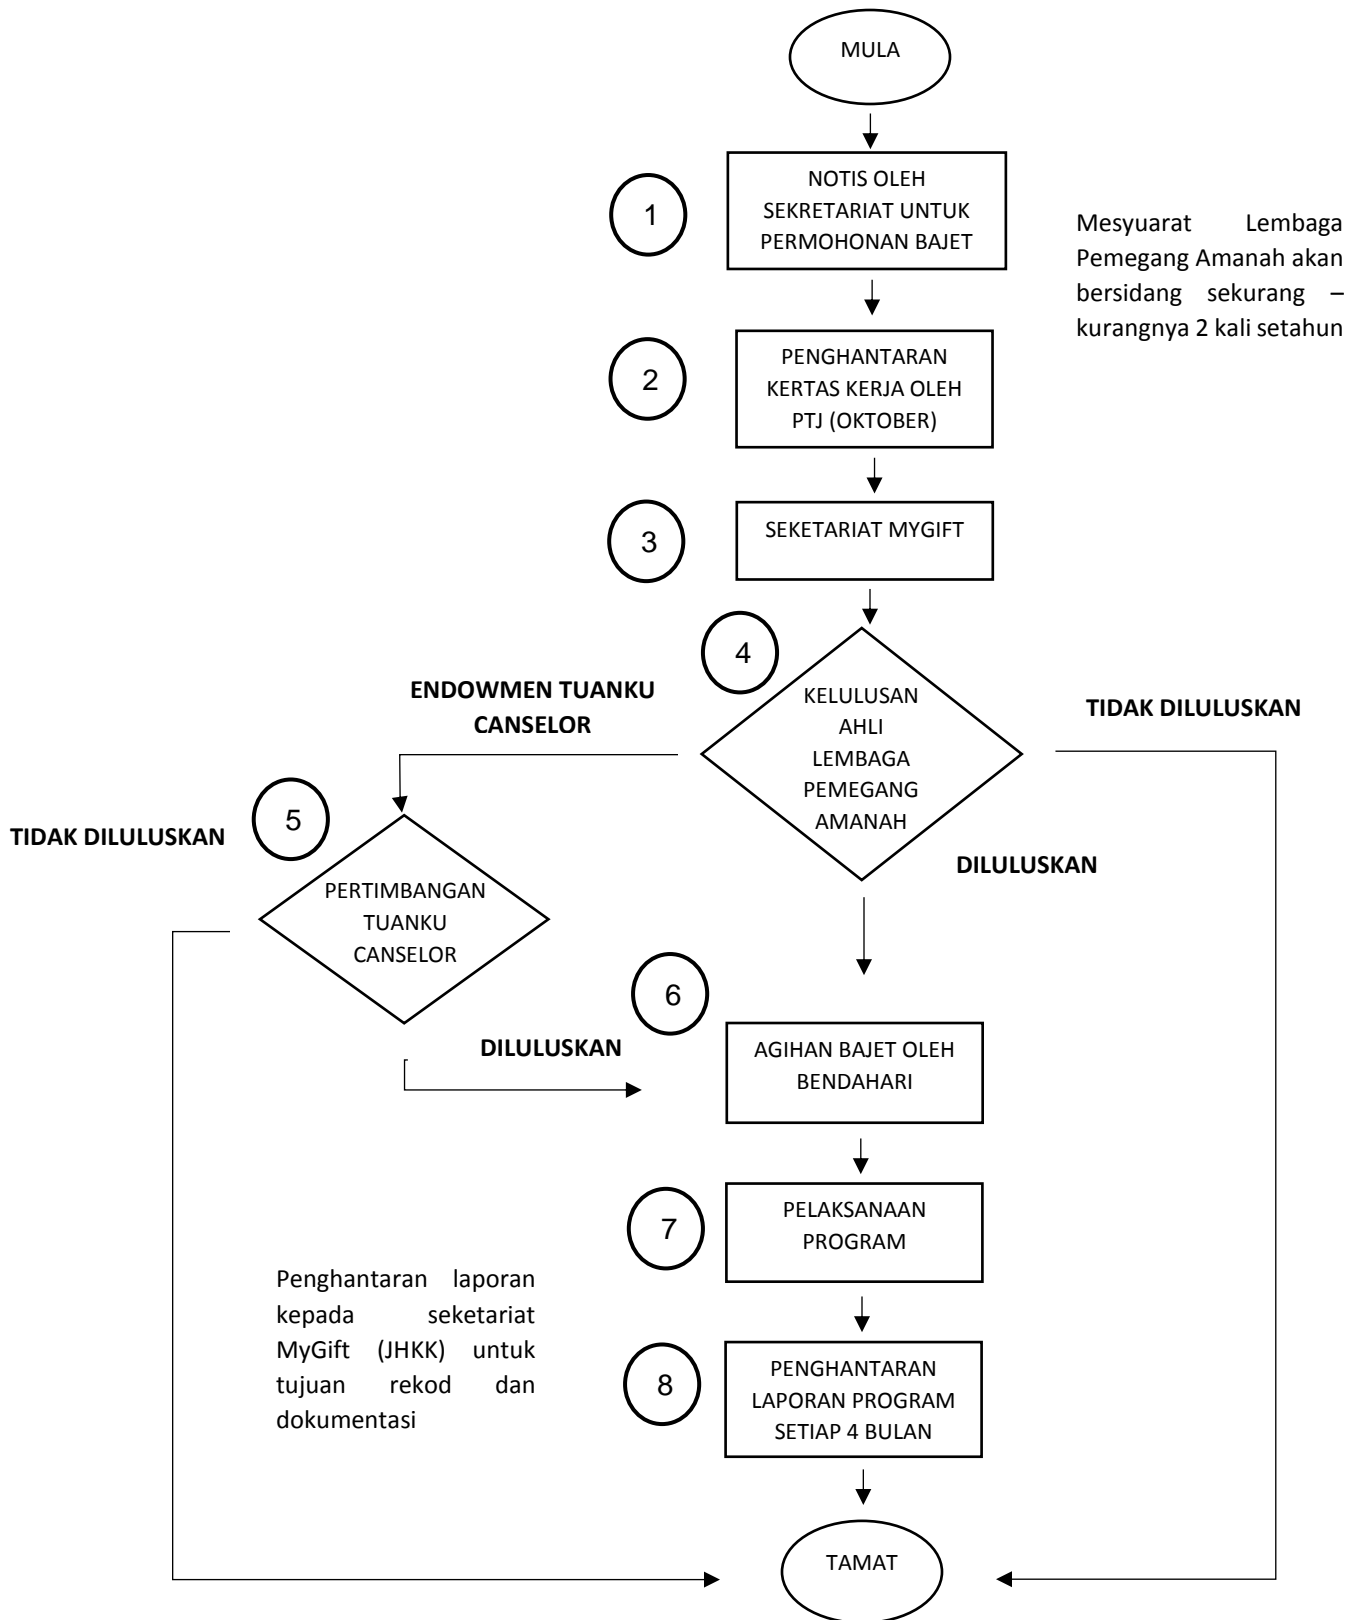 MULA
1
NOTIS OLEH
SEKRETARIAT UNTUK
PERMOHONAN BAJET
Mesyuarat Lembaga
Pemegang Amanah akan
bersidang sekurang –
kurangnya 2 kali setahun
2
PENGHANTARAN
KERTAS KERJA OLEH
PTJ (OKTOBER)
3
SEKETARIAT MYGIFT
4
KELULUSAN
AHLI
LEMBAGA
PEMEGANG
AMANAH
ENDOWMEN TUANKU
CANSELOR
TIDAK DILULUSKAN
DILULUSKAN
5
TIDAK DILULUSKAN
PERTIMBANGAN
TUANKU
CANSELOR
DILULUSKAN
6
AGIHAN BAJET OLEH
BENDAHARI
7
PELAKSANAAN
PROGRAM
Penghantaran laporan
kepada seketariat
MyGift (JHKK) untuk
tujuan rekod dan
dokumentasi
8
PENGHANTARAN
LAPORAN PROGRAM
SETIAP 4 BULAN
TAMAT